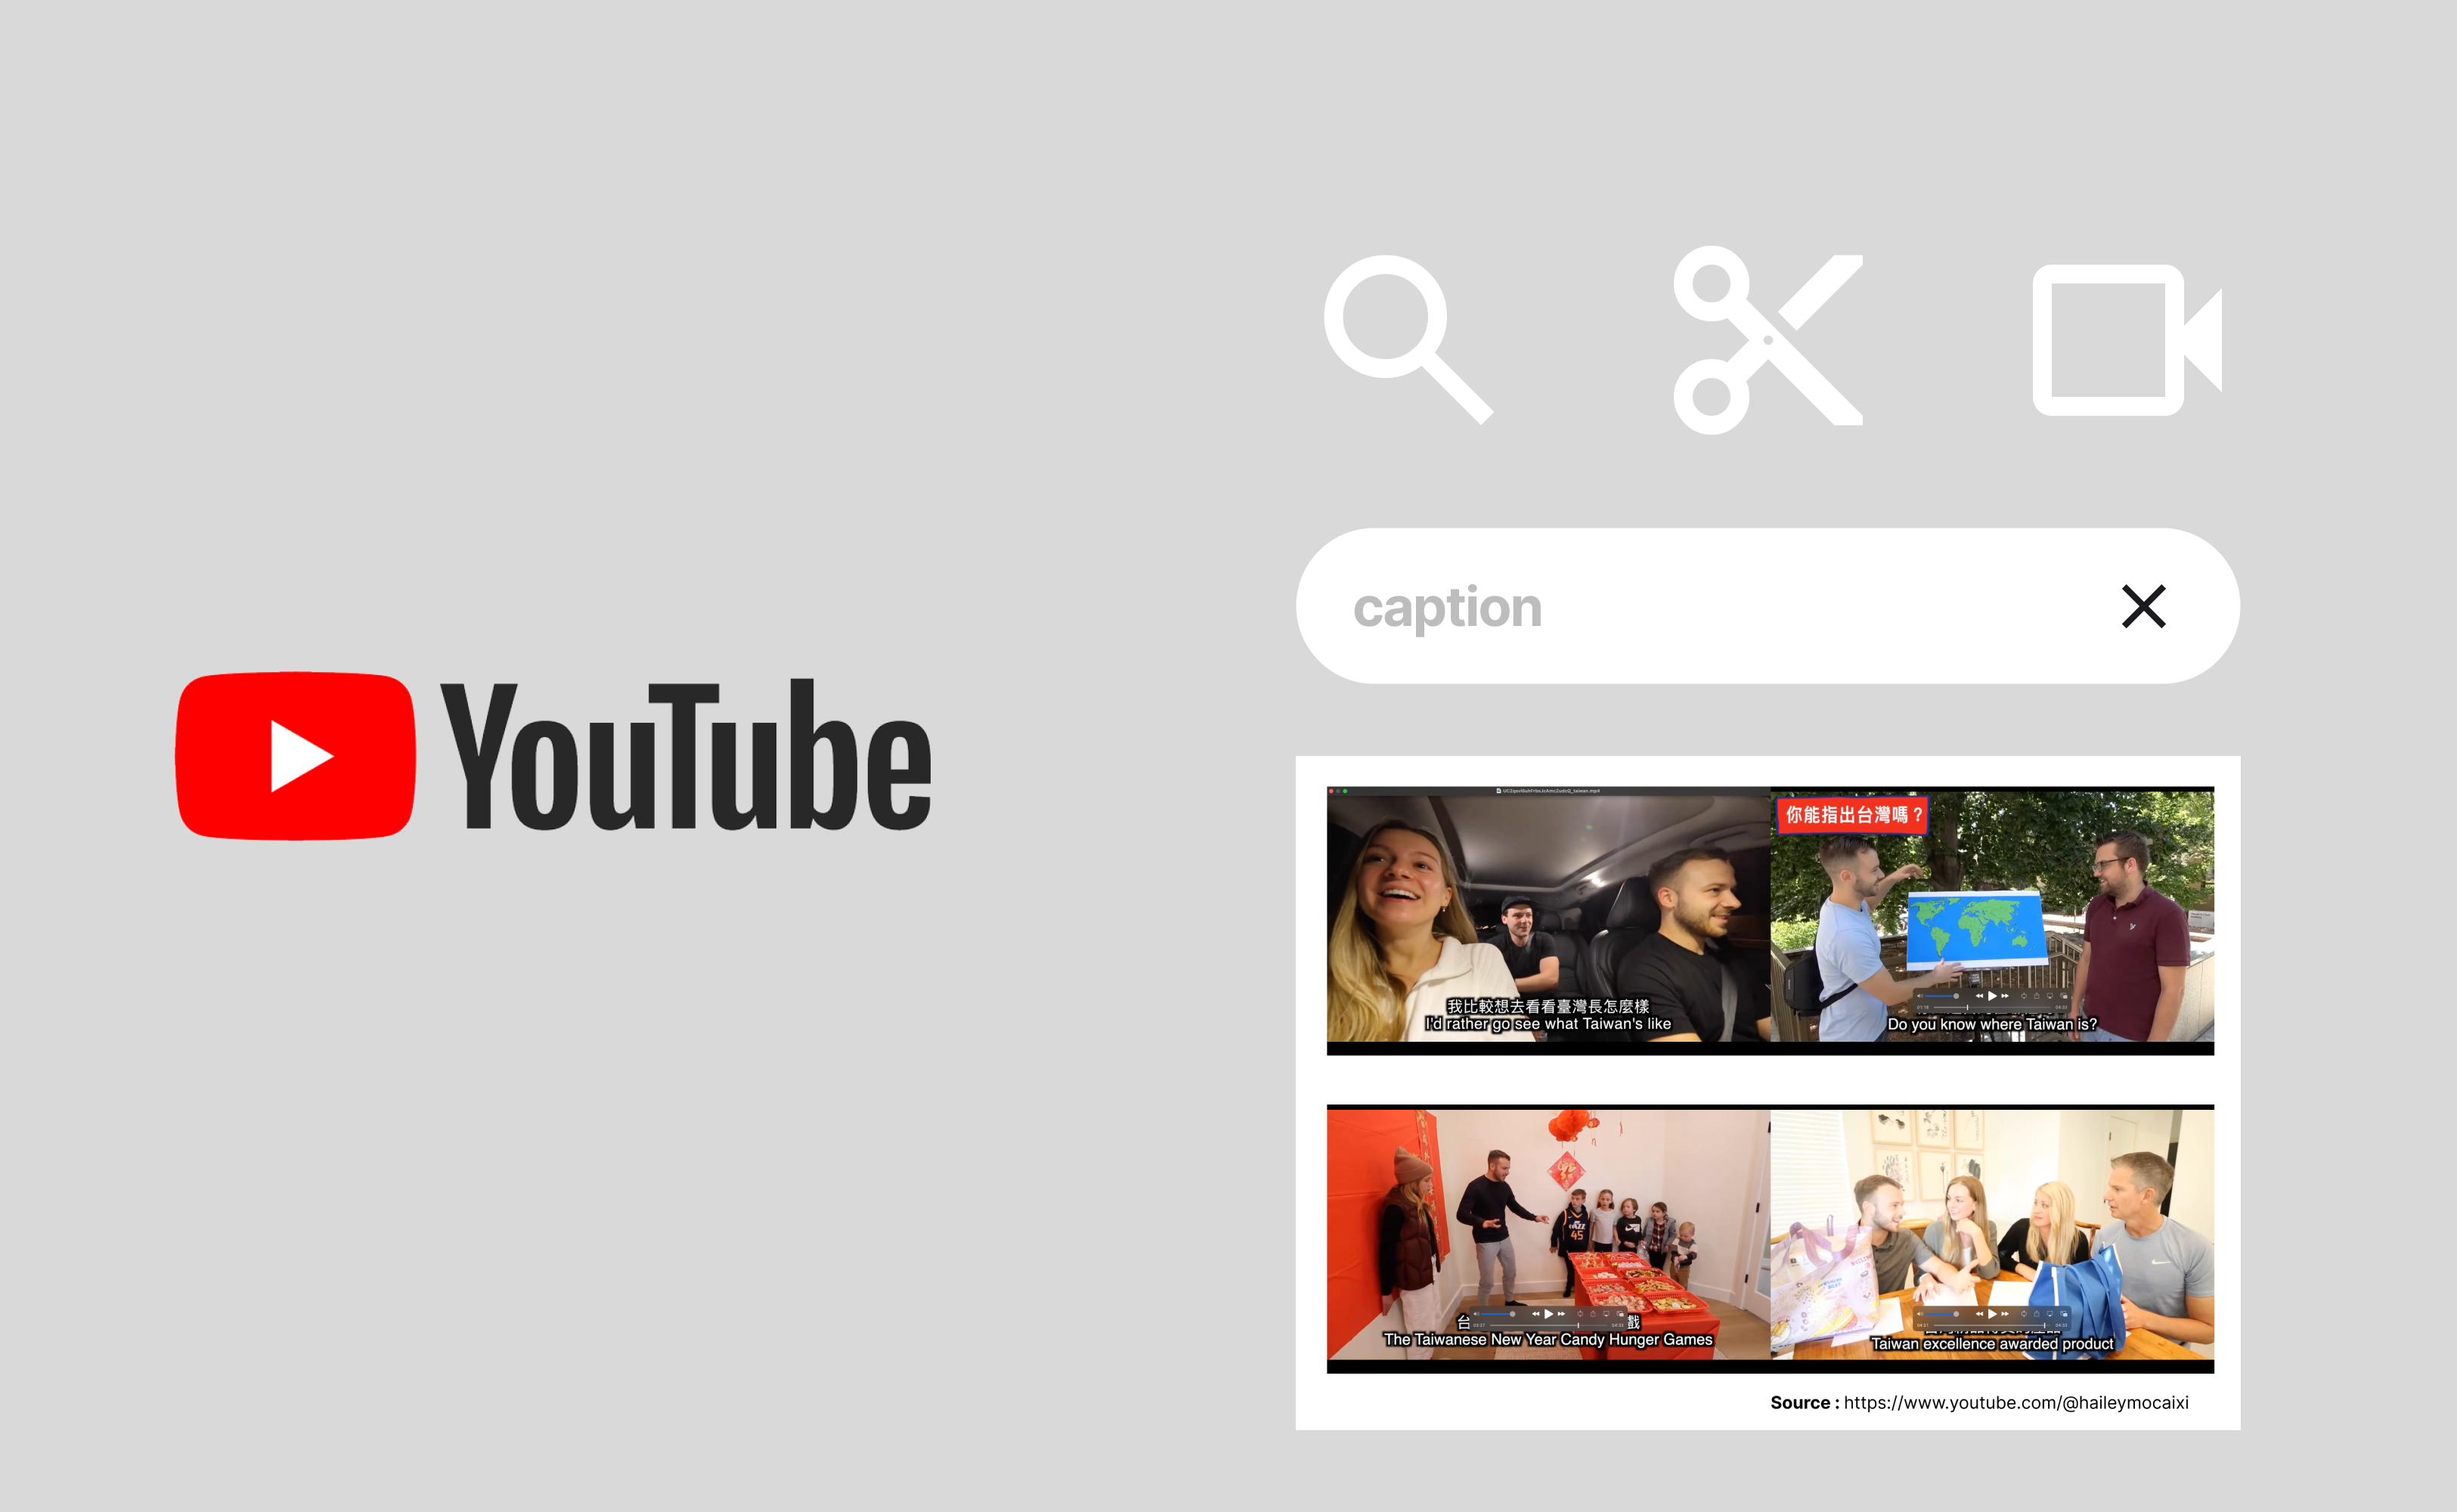 YouTube
caption
你能指出台灣嗎？
我比較想去看看臺灣長怎麼樣
I'd rather go see what Taiwan's like
Do you know where Taiwan is?
JAZZ
45
台 戲
The Taiwanese New Year Candy Hunger Games
Taiwan excellence awarded product
Source : https://www.youtube.com/@haileymocaixi